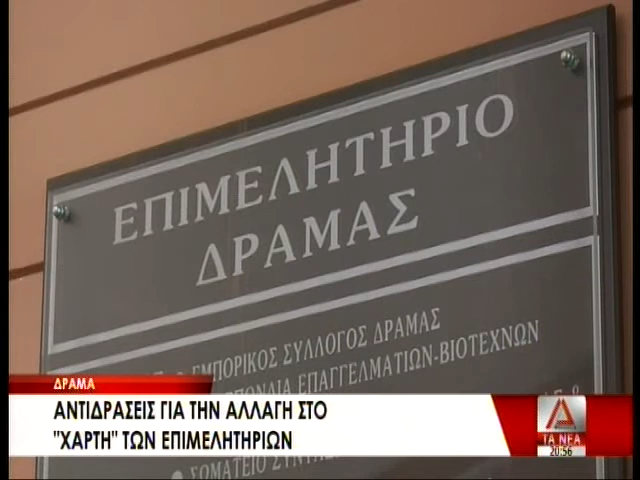 ΕΠΙΜΕΛΗΤΗΡΙΟ
ΔΡΑΜΑΣ
ΕΜΠΟΡΙΚΟΣ ΣΥΛΛΟΓΟΣ ΔΡΑΜΑΣ
ΕΠΑΓΓΕΛΜΑΤΙΩΝ-ΒΙΟΤΕΧΝΩΝ
ΔΡΑΜΑ
ΑΝΤΙΔΡΑΣΕΙΣ ΓΙΑ ΤΗΝ ΑΛΛΑΓΗ ΣΤΟ
"ΧΑΡΤΗ" ΤΩΝ ΕΠΙΜΕΛΗΤΗΡΙΩΝ
ΤΑ ΝΕΑ
20:56
ΣΩΜΑΤΕΙΟ